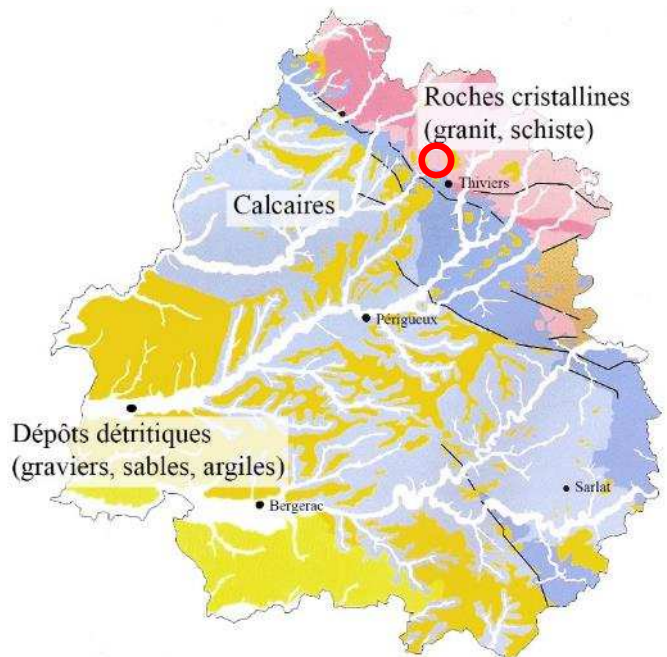 Roches cristallines
(granit, schiste)
Thiviers
Calcaires
Périgueux
Dépôts détritiques
(graviers, sables, argiles)
Sarlat
Bergerac